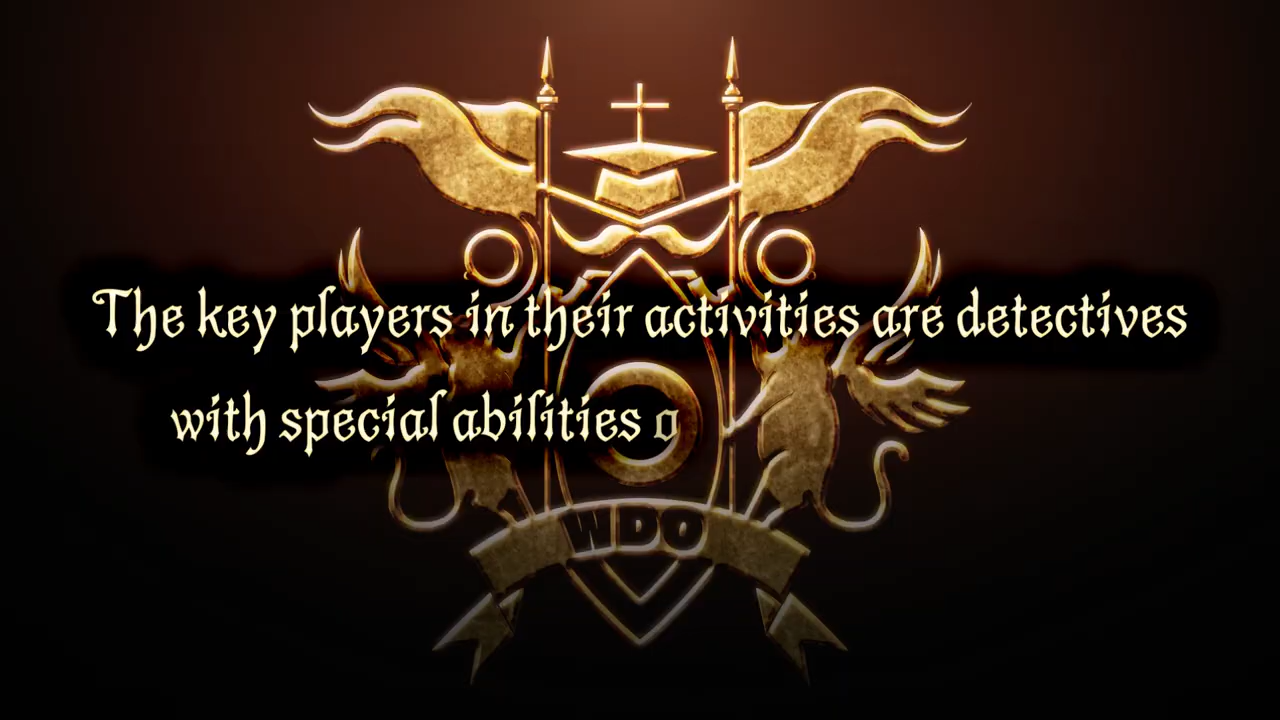 The key players in their activities are detectives
with special abilities o
WDO